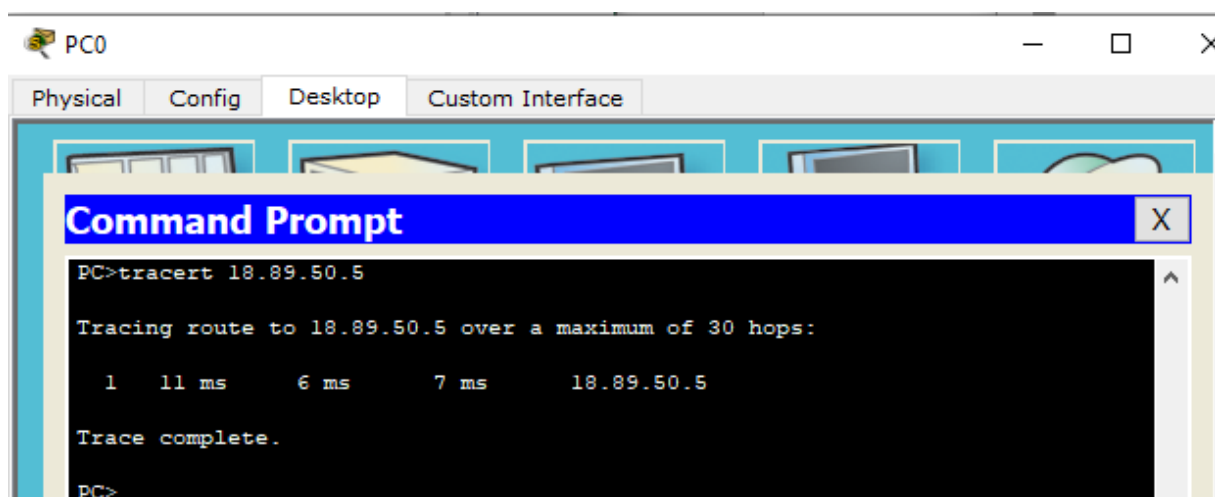 PC0
Physical Config Desktop Custom Interface
Command Prompt
X
PC>tracert 18.89.50.5
Tracing route to 18.89.50.5 over a maximum of 30 hops:
1 11 ms 6 ms 7 ms 18.89.50.5
Trace complete.
PC>